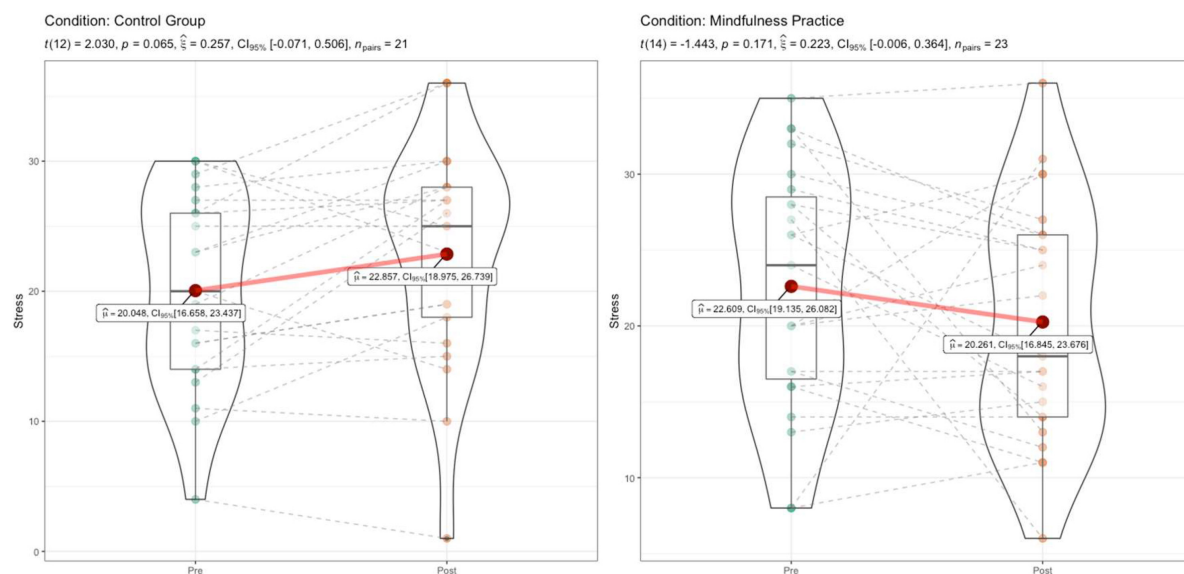 Condition: Control Group
t(12) = 2.030, p = 0.065, ξ̂ = 0.257, CI₉₅% [-0.071, 0.506], nₚₐᵢᵣₛ = 21
30
20
10
0
Stress
μ̂ = 20.048, CI₉₅%[16.658, 23.437]
μ̂ = 22.857, CI₉₅%[18.975, 26.739]
Pre
Post
Condition: Mindfulness Practice
t(14) = -1.443, p = 0.171, ξ̂ = 0.223, CI₉₅% [-0.006, 0.364], nₚₐᵢᵣₛ = 23
30
20
10
Stress
μ̂ = 22.609, CI₉₅%[19.135, 26.082]
μ̂ = 20.261, CI₉₅%[16.845, 23.676]
Pre
Post